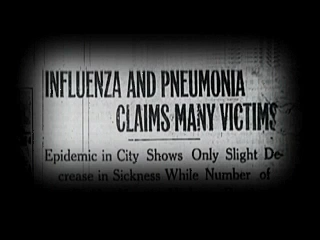 INFLUENZA AND PNEUMONIA
CLAIMS MANY VICTIMS
Epidemic in City Shows Only Slight De-
crease in Sickness While Number of